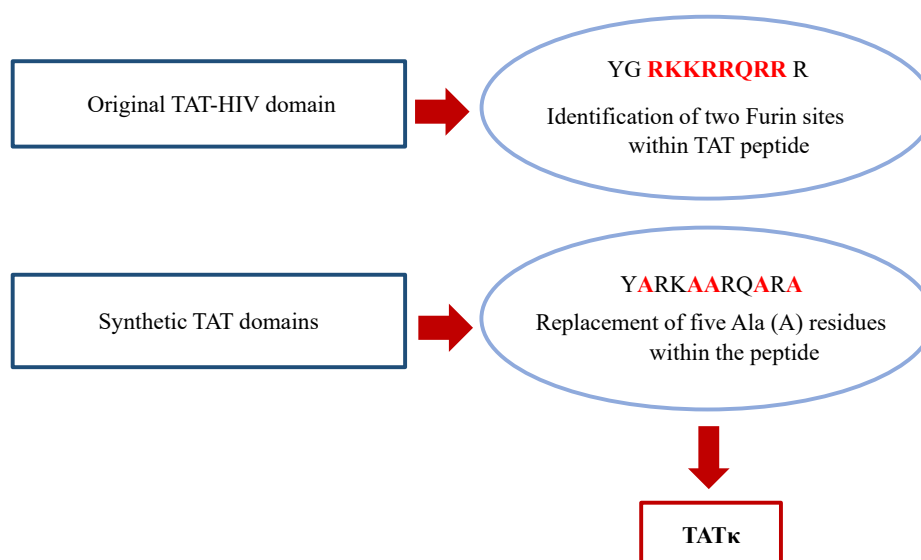 Original TAT-HIV domain
YG RKKRRQRR R
Identification of two Furin sites
within TAT peptide
Synthetic TAT domains
YARKAARQARA
Replacement of five Ala (A) residues
within the peptide
TATκ